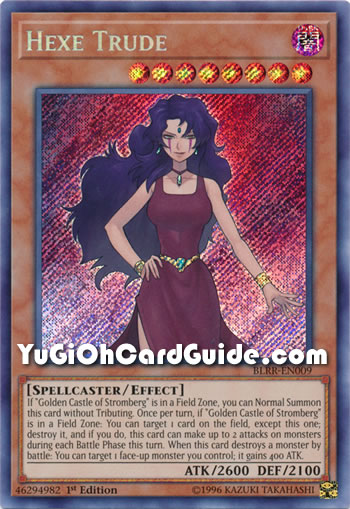 HEXE TRUDE
YuGiOhCardGuide.com
BLRR-EN009
[SPELLCASTER/EFFECT]
If "Golden Castle of Stromberg" is in a Field Zone, you can Normal Summon
this card without Tributing. Once per turn, if "Golden Castle of Stromberg"
is in a Field Zone: You can target 1 card on the field, except this one;
destroy it, and if you do, this card can make up to 2 attacks on monsters
during each Battle Phase this turn. When this card destroys a monster by
battle: You can target 1 face-up monster you control; it gains 400 ATK.
ATK/2600 DEF/2100
46294982 1st Edition ©1996 KAZUKI TAKAHASHI